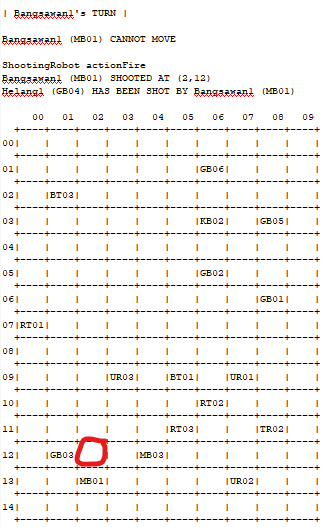 | Bangsawan1's TURN |
Bangsawan1 (MB01) CANNOT MOVE
ShootingRobot actionFire
Bangsawan1 (MB01) SHOOTED AT (2,12)
Helang1 (GB04) HAS BEEN SHOT BY Bangsawan1 (MB01)
00 01 02 03 04 05 06 07 08 09
+----+----+----+----+----+----+----+----+----+----+
00| | | | | | | | | | |
+----+----+----+----+----+----+----+----+----+----+
01| | | | | | |GB06| | | |
+----+----+----+----+----+----+----+----+----+----+
02| |BT03| | | | | | | | |
+----+----+----+----+----+----+----+----+----+----+
03| | | | | | |KB02| |GB05| |
+----+----+----+----+----+----+----+----+----+----+
04| | | | | | | | | | |
+----+----+----+----+----+----+----+----+----+----+
05| | | | | | |GB02| | | |
+----+----+----+----+----+----+----+----+----+----+
06| | | | | | | | |GB01| |
+----+----+----+----+----+----+----+----+----+----+
07|RT01| | | | | | | | | |
+----+----+----+----+----+----+----+----+----+----+
08| | | | | | | | | | |
+----+----+----+----+----+----+----+----+----+----+
09| | | |UR03| |BT01| |UR01| | |
+----+----+----+----+----+----+----+----+----+----+
10| | | | | | |RT02| | | |
+----+----+----+----+----+----+----+----+----+----+
11| | | | | |RT03| | |TR02| |
+----+----+----+----+----+----+----+----+----+----+
12| |GB03| | |MB03| | | | | |
+----+----+----+----+----+----+----+----+----+----+
13| | |MB01| | | | |UR02| | |
+----+----+----+----+----+----+----+----+----+----+
14| | | | | | | | | | |
+----+----+----+----+----+----+----+----+----+----+